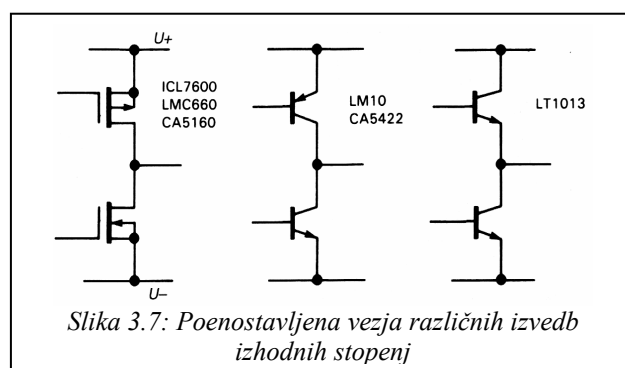 U+
ICL7600
LMC660
CA5160
LM10
CA5422
LT1013
U–
Slika 3.7: Poenostavljena vezja različnih izvedb
izhodnih stopenj